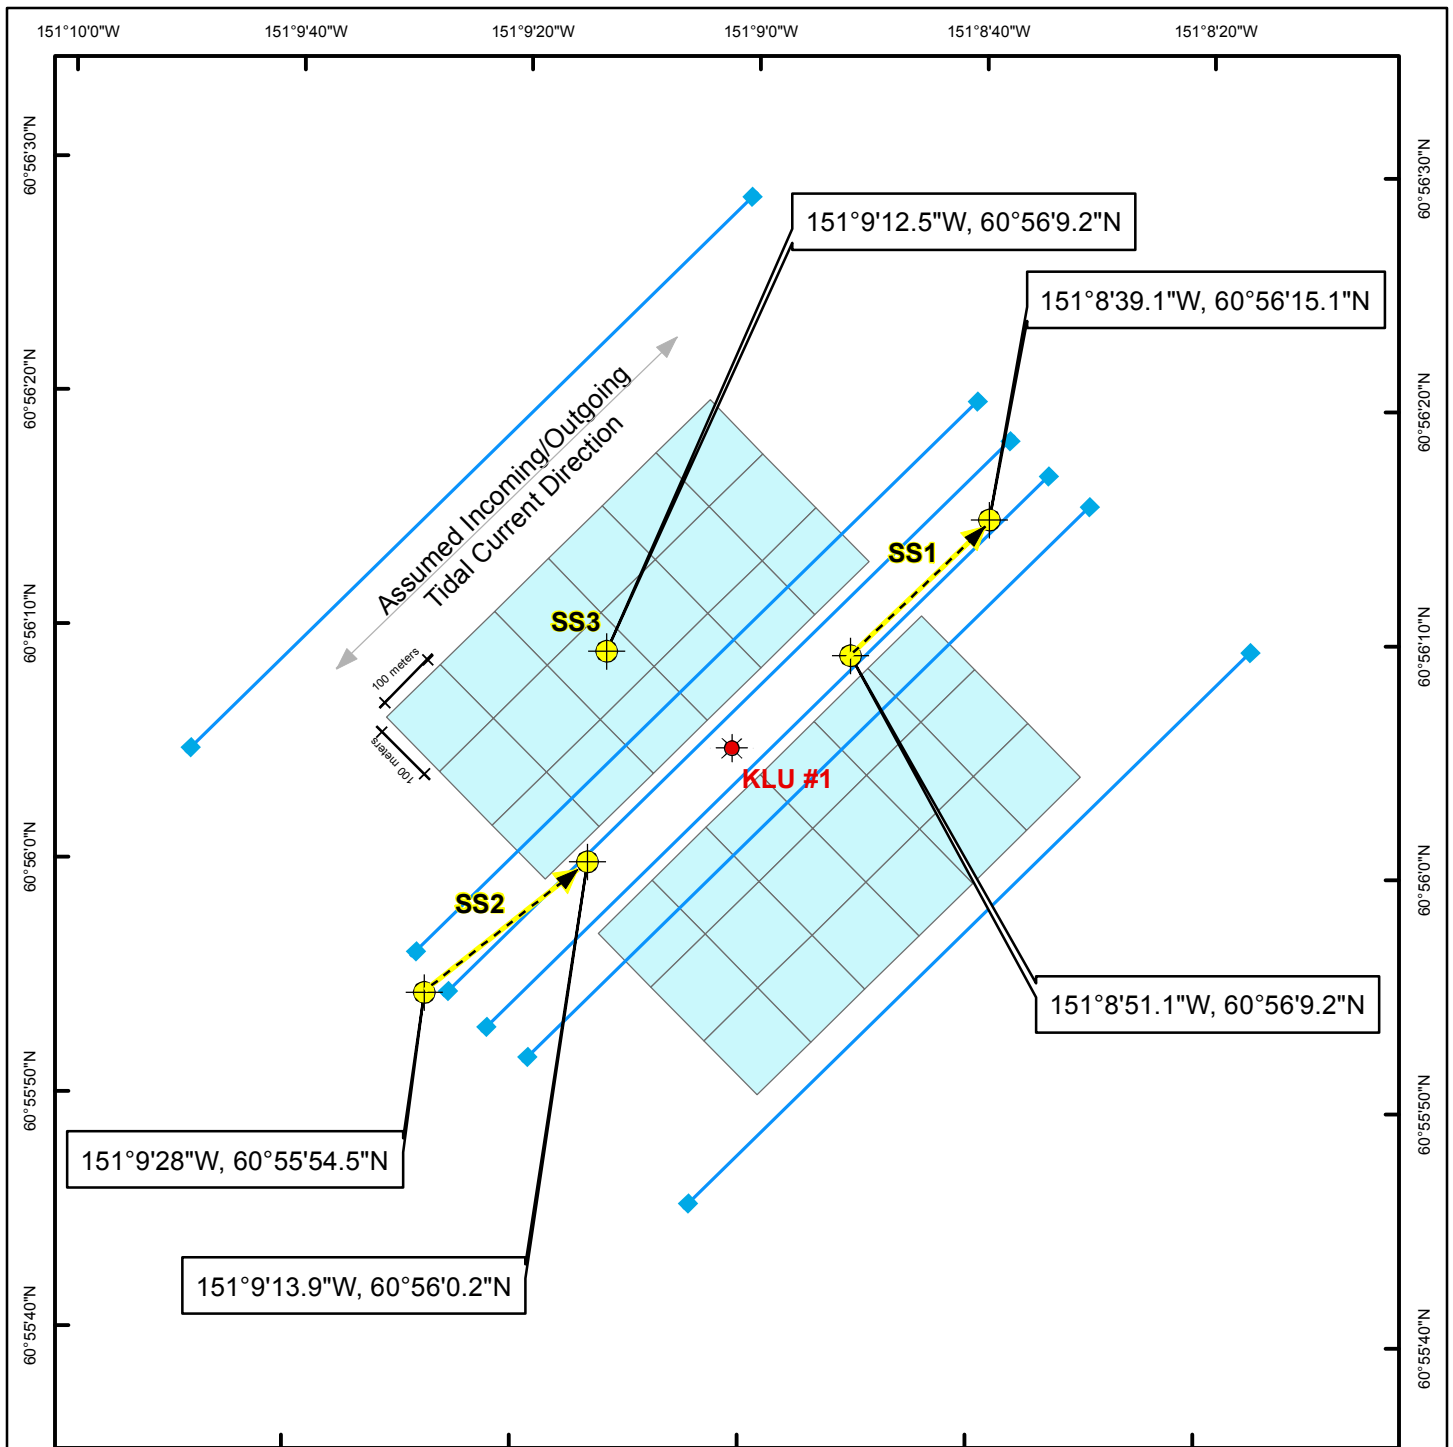 151°10'0"W
151°9'40"W
151°9'20"W
151°9'0"W
151°8'40"W
151°8'20"W
60°56'30"N
60°56'30"N
151°9'12.5"W, 60°56'9.2"N
151°8'39.1"W, 60°56'15.1"N
60°56'20"N
60°56'20"N
Assumed Incoming/Outgoing
Tidal Current Direction
SS1
SS3
60°56'10"N
60°56'10"N
100 meters
100 meters
KLU #1
60°56'0"N
60°56'0"N
SS2
151°8'51.1"W, 60°56'9.2"N
60°55'50"N
60°55'50"N
151°9'28"W, 60°55'54.5"N
151°9'13.9"W, 60°56'0.2"N
60°55'40"N
60°55'40"N